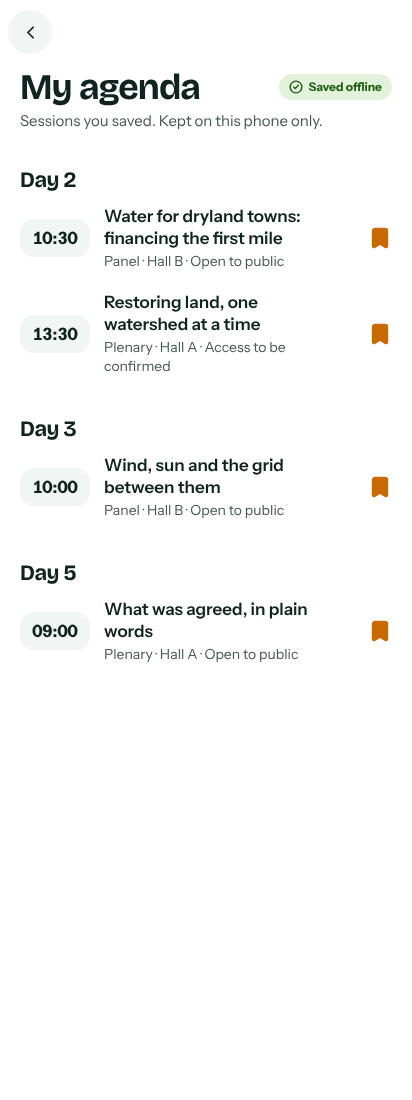 My agenda
Saved offline
Sessions you saved. Kept on this phone only.
Day 2
10:30
Water for dryland towns:
financing the first mile
Panel · Hall B · Open to public
13:30
Restoring land, one
watershed at a time
Plenary · Hall A · Access to be
confirmed
Day 3
10:00
Wind, sun and the grid
between them
Panel · Hall B · Open to public
Day 5
09:00
What was agreed, in plain
words
Plenary · Hall A · Open to public